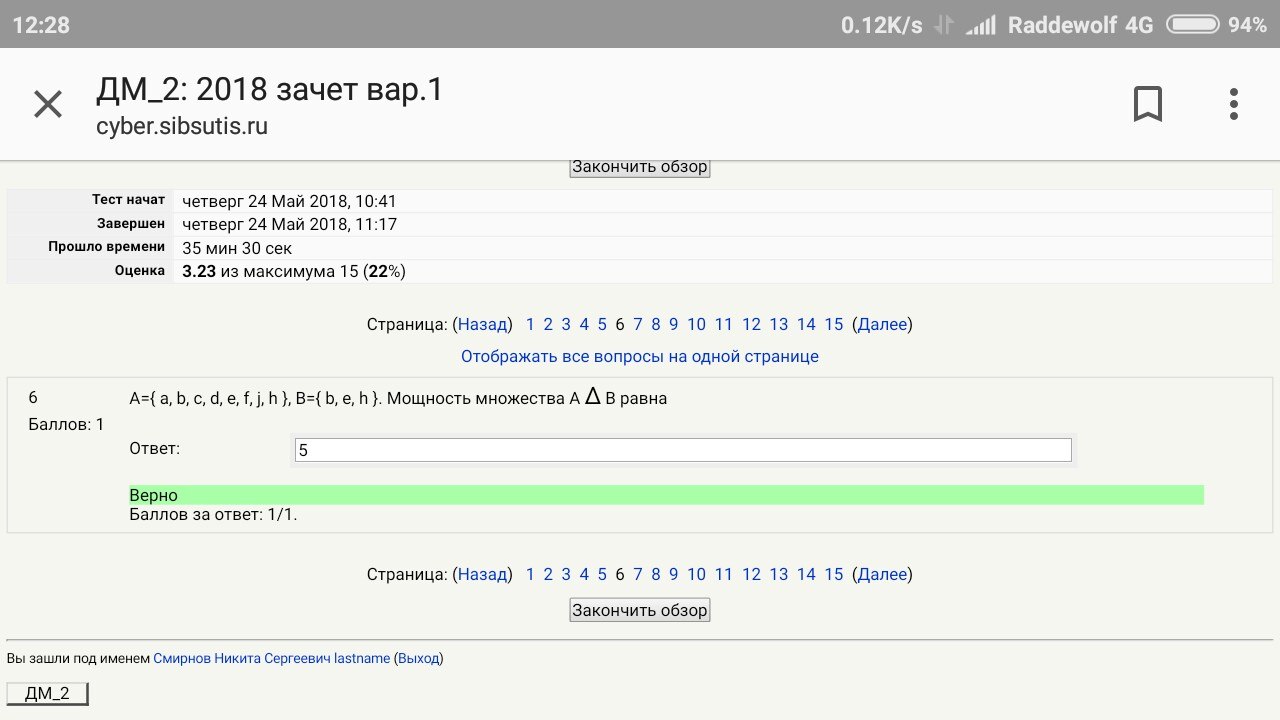 12:28 0.12K/s Raddewolf 4G 94%
ДМ_2: 2018 зачет вар.1
cyber.sibsutis.ru
Закончить обзор
Тест начат четверг 24 Май 2018, 10:41
Завершен четверг 24 Май 2018, 11:17
Прошло времени 35 мин 30 сек
Оценка 3.23 из максимума 15 (22%)
Страница: (Назад) 1 2 3 4 5 6 7 8 9 10 11 12 13 14 15 (Далее)
Отображать все вопросы на одной странице
6 A={ a, b, c, d, e, f, j, h }, B={ b, e, h }. Мощность множества A Δ B равна
Баллов: 1
Ответ: 5
Верно
Баллов за ответ: 1/1.
Страница: (Назад) 1 2 3 4 5 6 7 8 9 10 11 12 13 14 15 (Далее)
Закончить обзор
Вы зашли под именем Смирнов Никита Сергеевич lastname (Выход)
ДМ_2